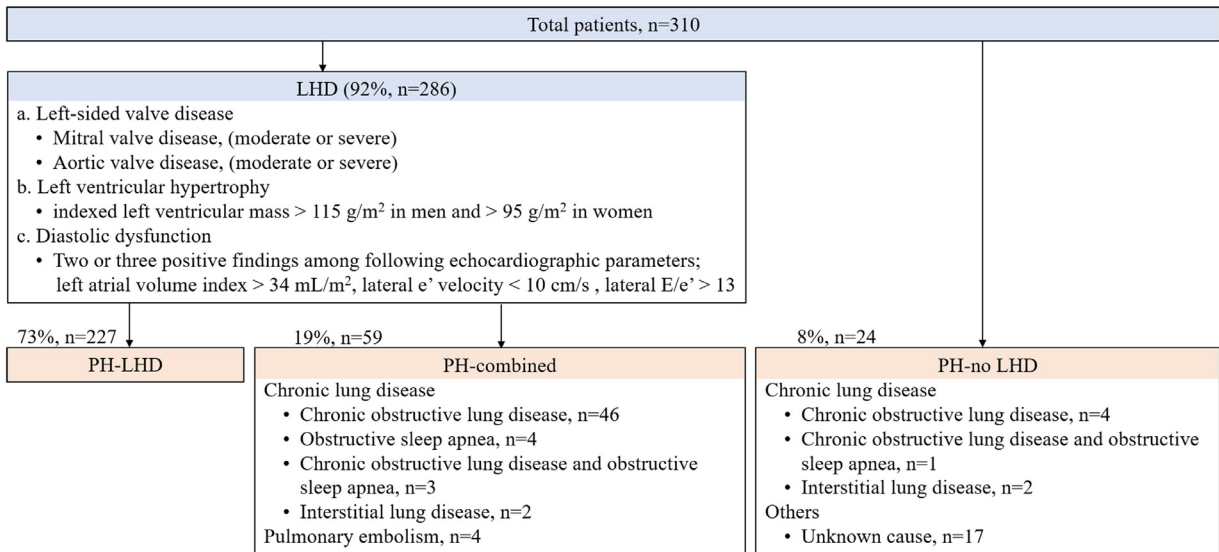 Total patients, n=310
LHD (92%, n=286)
a. Left-sided valve disease
• Mitral valve disease, (moderate or severe)
• Aortic valve disease, (moderate or severe)
b. Left ventricular hypertrophy
• indexed left ventricular mass > 115 g/m² in men and > 95 g/m² in women
c. Diastolic dysfunction
• Two or three positive findings among following echocardiographic parameters;
left atrial volume index > 34 mL/m², lateral e’ velocity < 10 cm/s , lateral E/e’ > 13
73%, n=227
PH-LHD
19%, n=59
PH-combined
Chronic lung disease
• Chronic obstructive lung disease, n=46
• Obstructive sleep apnea, n=4
• Chronic obstructive lung disease and obstructive
sleep apnea, n=3
• Interstitial lung disease, n=2
Pulmonary embolism, n=4
8%, n=24
PH-no LHD
Chronic lung disease
• Chronic obstructive lung disease, n=4
• Chronic obstructive lung disease and obstructive
sleep apnea, n=1
• Interstitial lung disease, n=2
Others
• Unknown cause, n=17